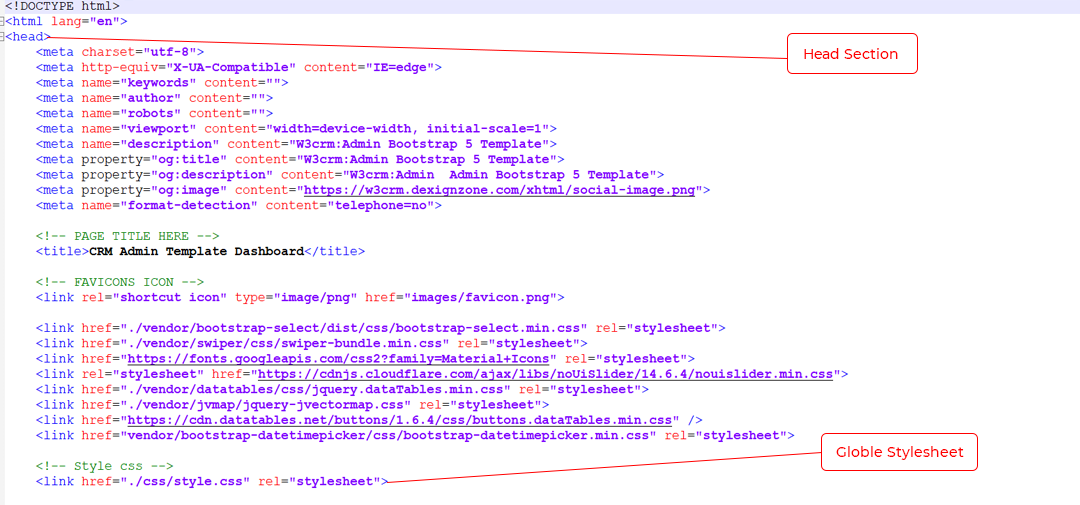 <!DOCTYPE html>
<html lang="en">
<head>
Head Section
<meta charset="utf-8">
<meta http-equiv="X-UA-Compatible" content="IE=edge">
<meta name="keywords" content="">
<meta name="author" content="">
<meta name="robots" content="">
<meta name="viewport" content="width=device-width, initial-scale=1">
<meta name="description" content="W3crm:Admin Bootstrap 5 Template">
<meta property="og:title" content="W3crm:Admin Bootstrap 5 Template">
<meta property="og:description" content="W3crm:Admin  Admin Bootstrap 5 Template">
<meta property="og:image" content="https://w3crm.dexignzone.com/xhtml/social-image.png">
<meta name="format-detection" content="telephone=no">
<!-- PAGE TITLE HERE -->
<title>CRM Admin Template Dashboard</title>
<!-- FAVICONS ICON -->
<link rel="shortcut icon" type="image/png" href="images/favicon.png">
<link href="./vendor/bootstrap-select/dist/css/bootstrap-select.min.css" rel="stylesheet">
<link href="./vendor/swiper/css/swiper-bundle.min.css" rel="stylesheet">
<link href="https://fonts.googleapis.com/css2?family=Material+Icons" rel="stylesheet">
<link rel="stylesheet" href="https://cdnjs.cloudflare.com/ajax/libs/noUiSlider/14.6.4/nouislider.min.css">
<link href="./vendor/datatables/css/jquery.dataTables.min.css" rel="stylesheet">
<link href="./vendor/jvmap/jquery-jvectormap.css" rel="stylesheet">
<link href="https://cdn.datatables.net/buttons/1.6.4/css/buttons.dataTables.min.css" />
<link href="vendor/bootstrap-datetimepicker/css/bootstrap-datetimepicker.min.css" rel="stylesheet">
Globle Stylesheet
<!-- Style css -->
<link href="./css/style.css" rel="stylesheet">